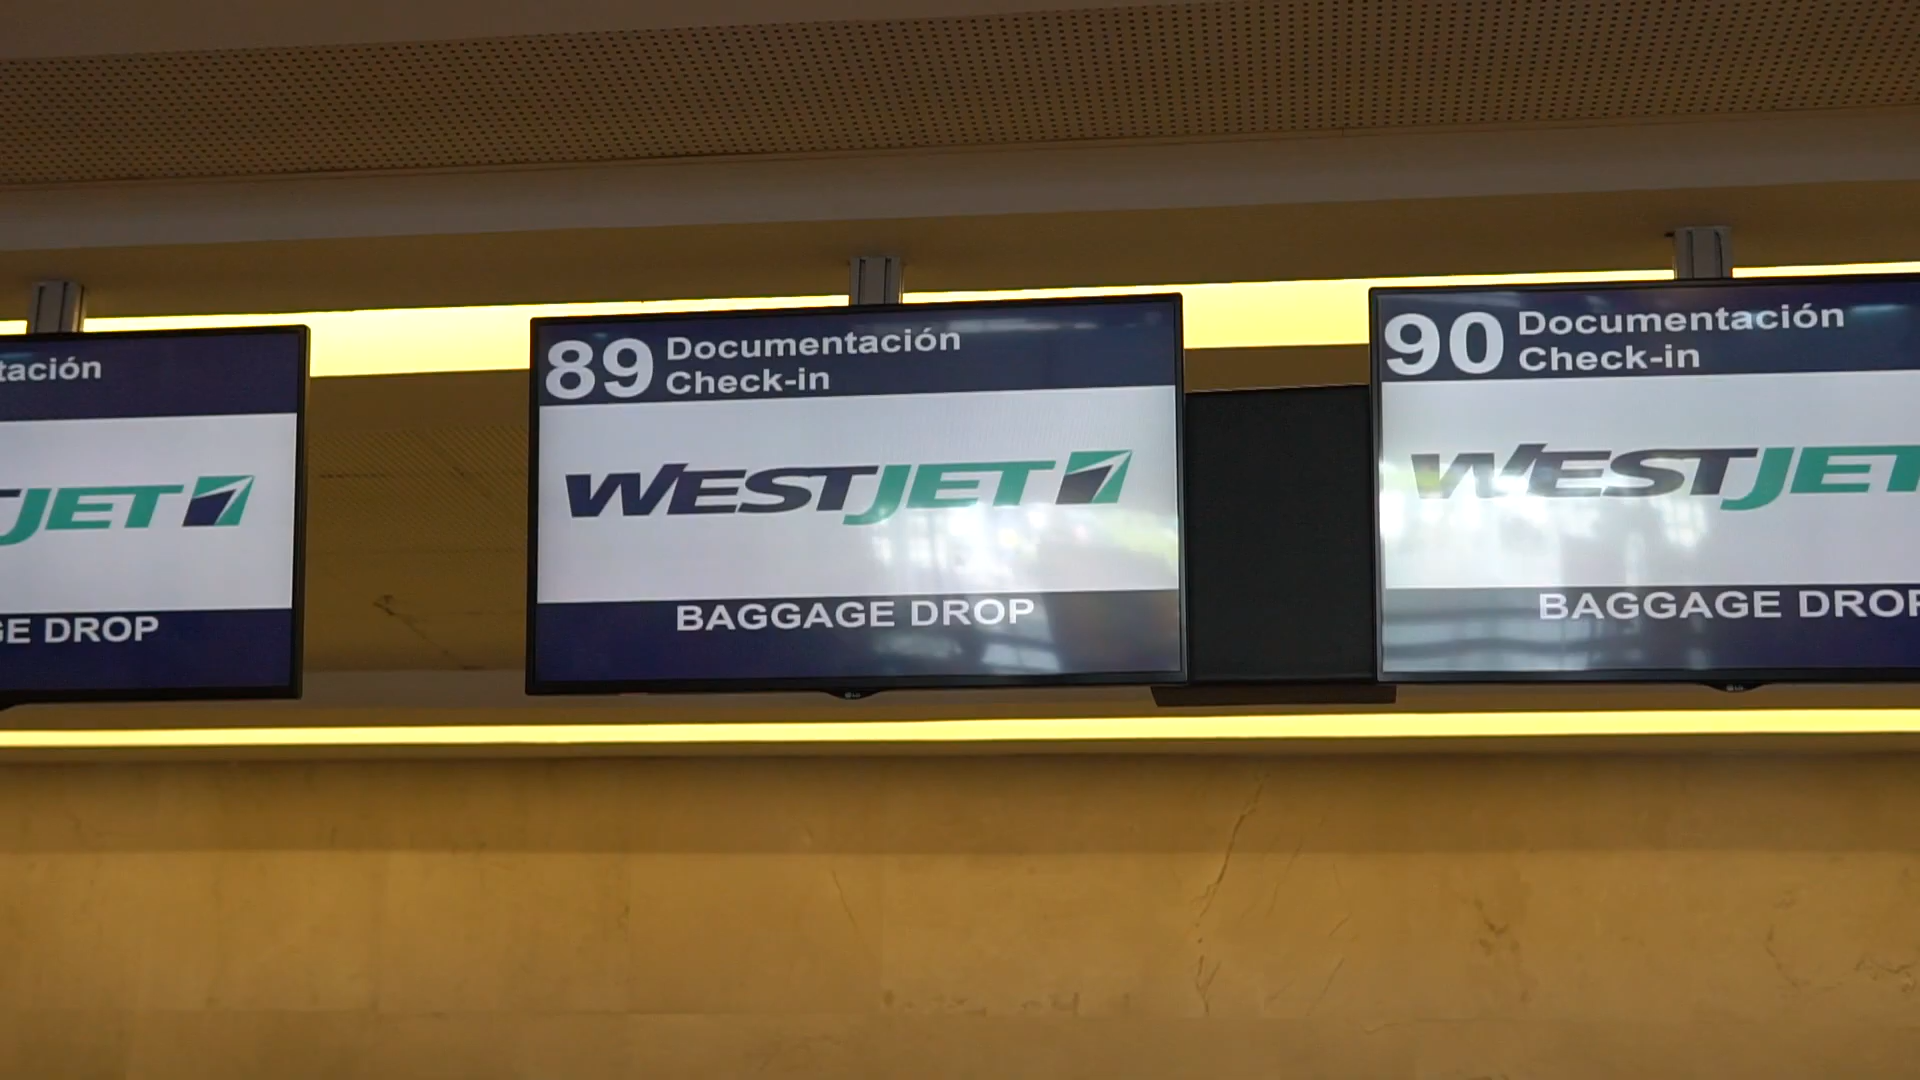 tación
JET
GE DROP
89 Documentación
Check-in
WESTJET
BAGGAGE DROP
90 Documentación
Check-in
WESTJET
BAGGAGE DROP